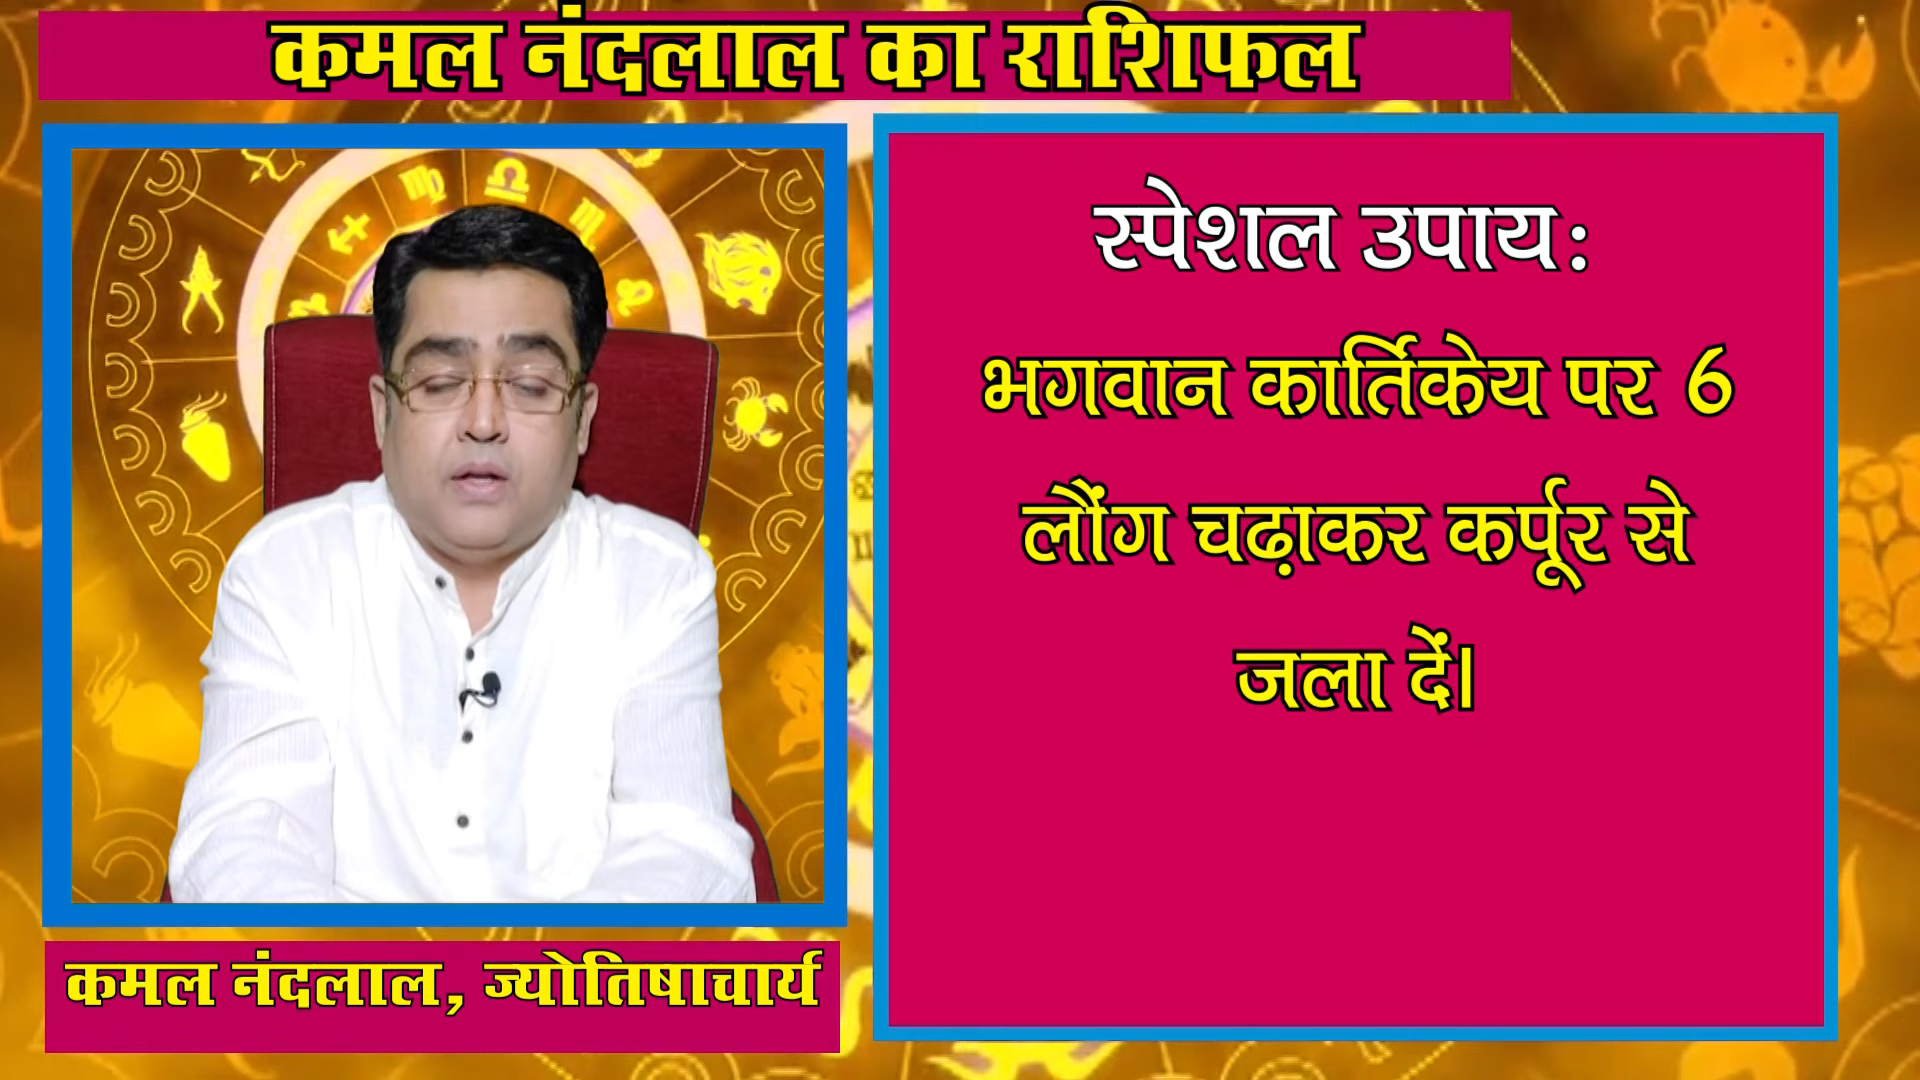 कमल नंदलाल का राशिफल
स्पेशल उपाय:
भगवान कार्तिकेय पर 6
लौंग चढ़ाकर कर्पूर से
जला दें।
कमल नंदलाल, ज्योतिषाचार्य